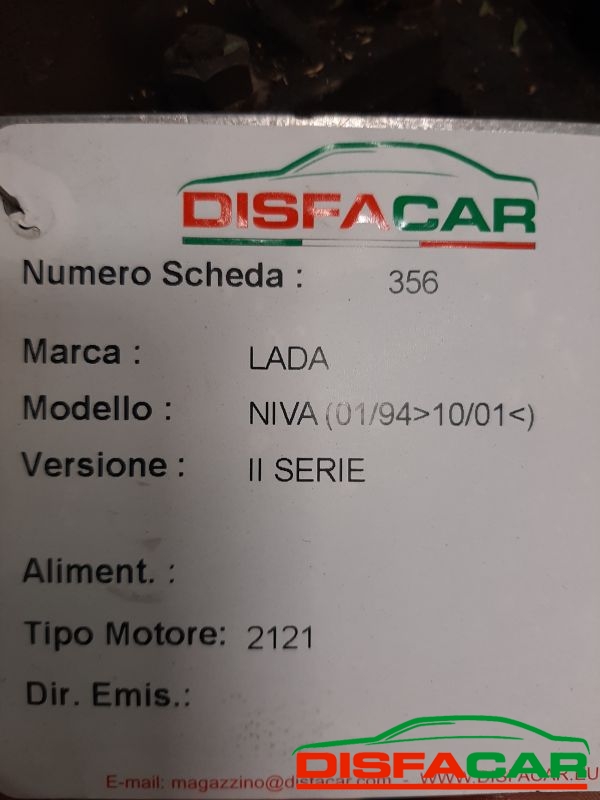 DISFACAR
Numero Scheda : 356
Marca : LADA
Modello : NIVA (01/94>10/01<)
Versione : II SERIE
Aliment. :
Tipo Motore: 2121
Dir. Emis.:
DISFACAR
E-mail: magazzino@disfacar.com - WWW.DISFACAR.EU